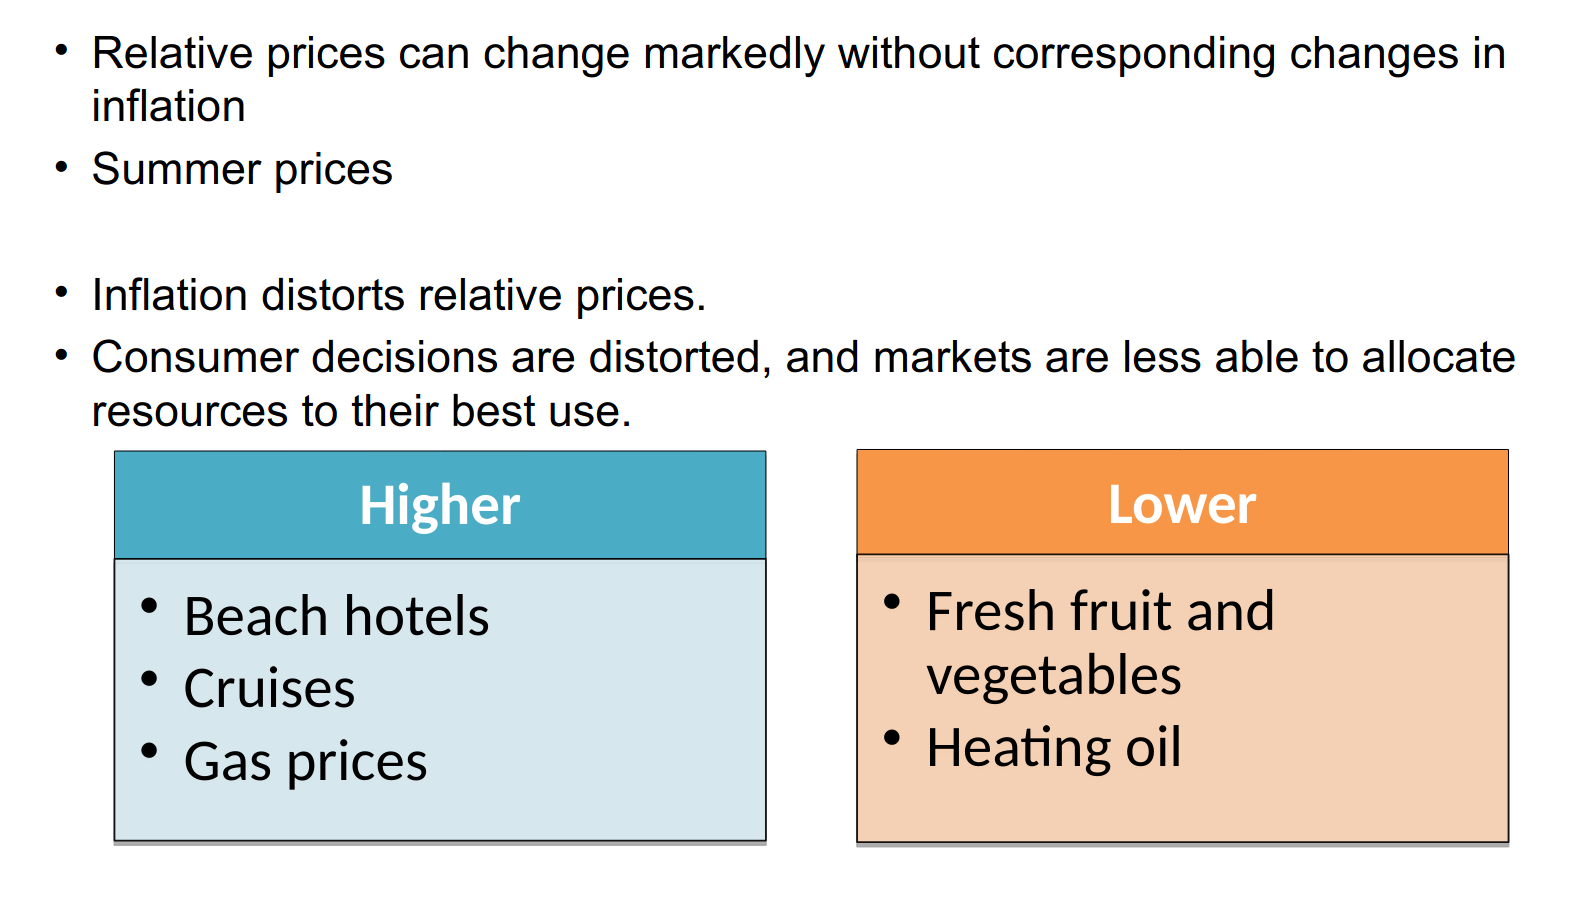 • Relative prices can change markedly without corresponding changes in
inflation
• Summer prices
• Inflation distorts relative prices.
• Consumer decisions are distorted, and markets are less able to allocate
resources to their best use.
Higher
• Beach hotels
• Cruises
• Gas prices
Lower
• Fresh fruit and
vegetables
• Heating oil